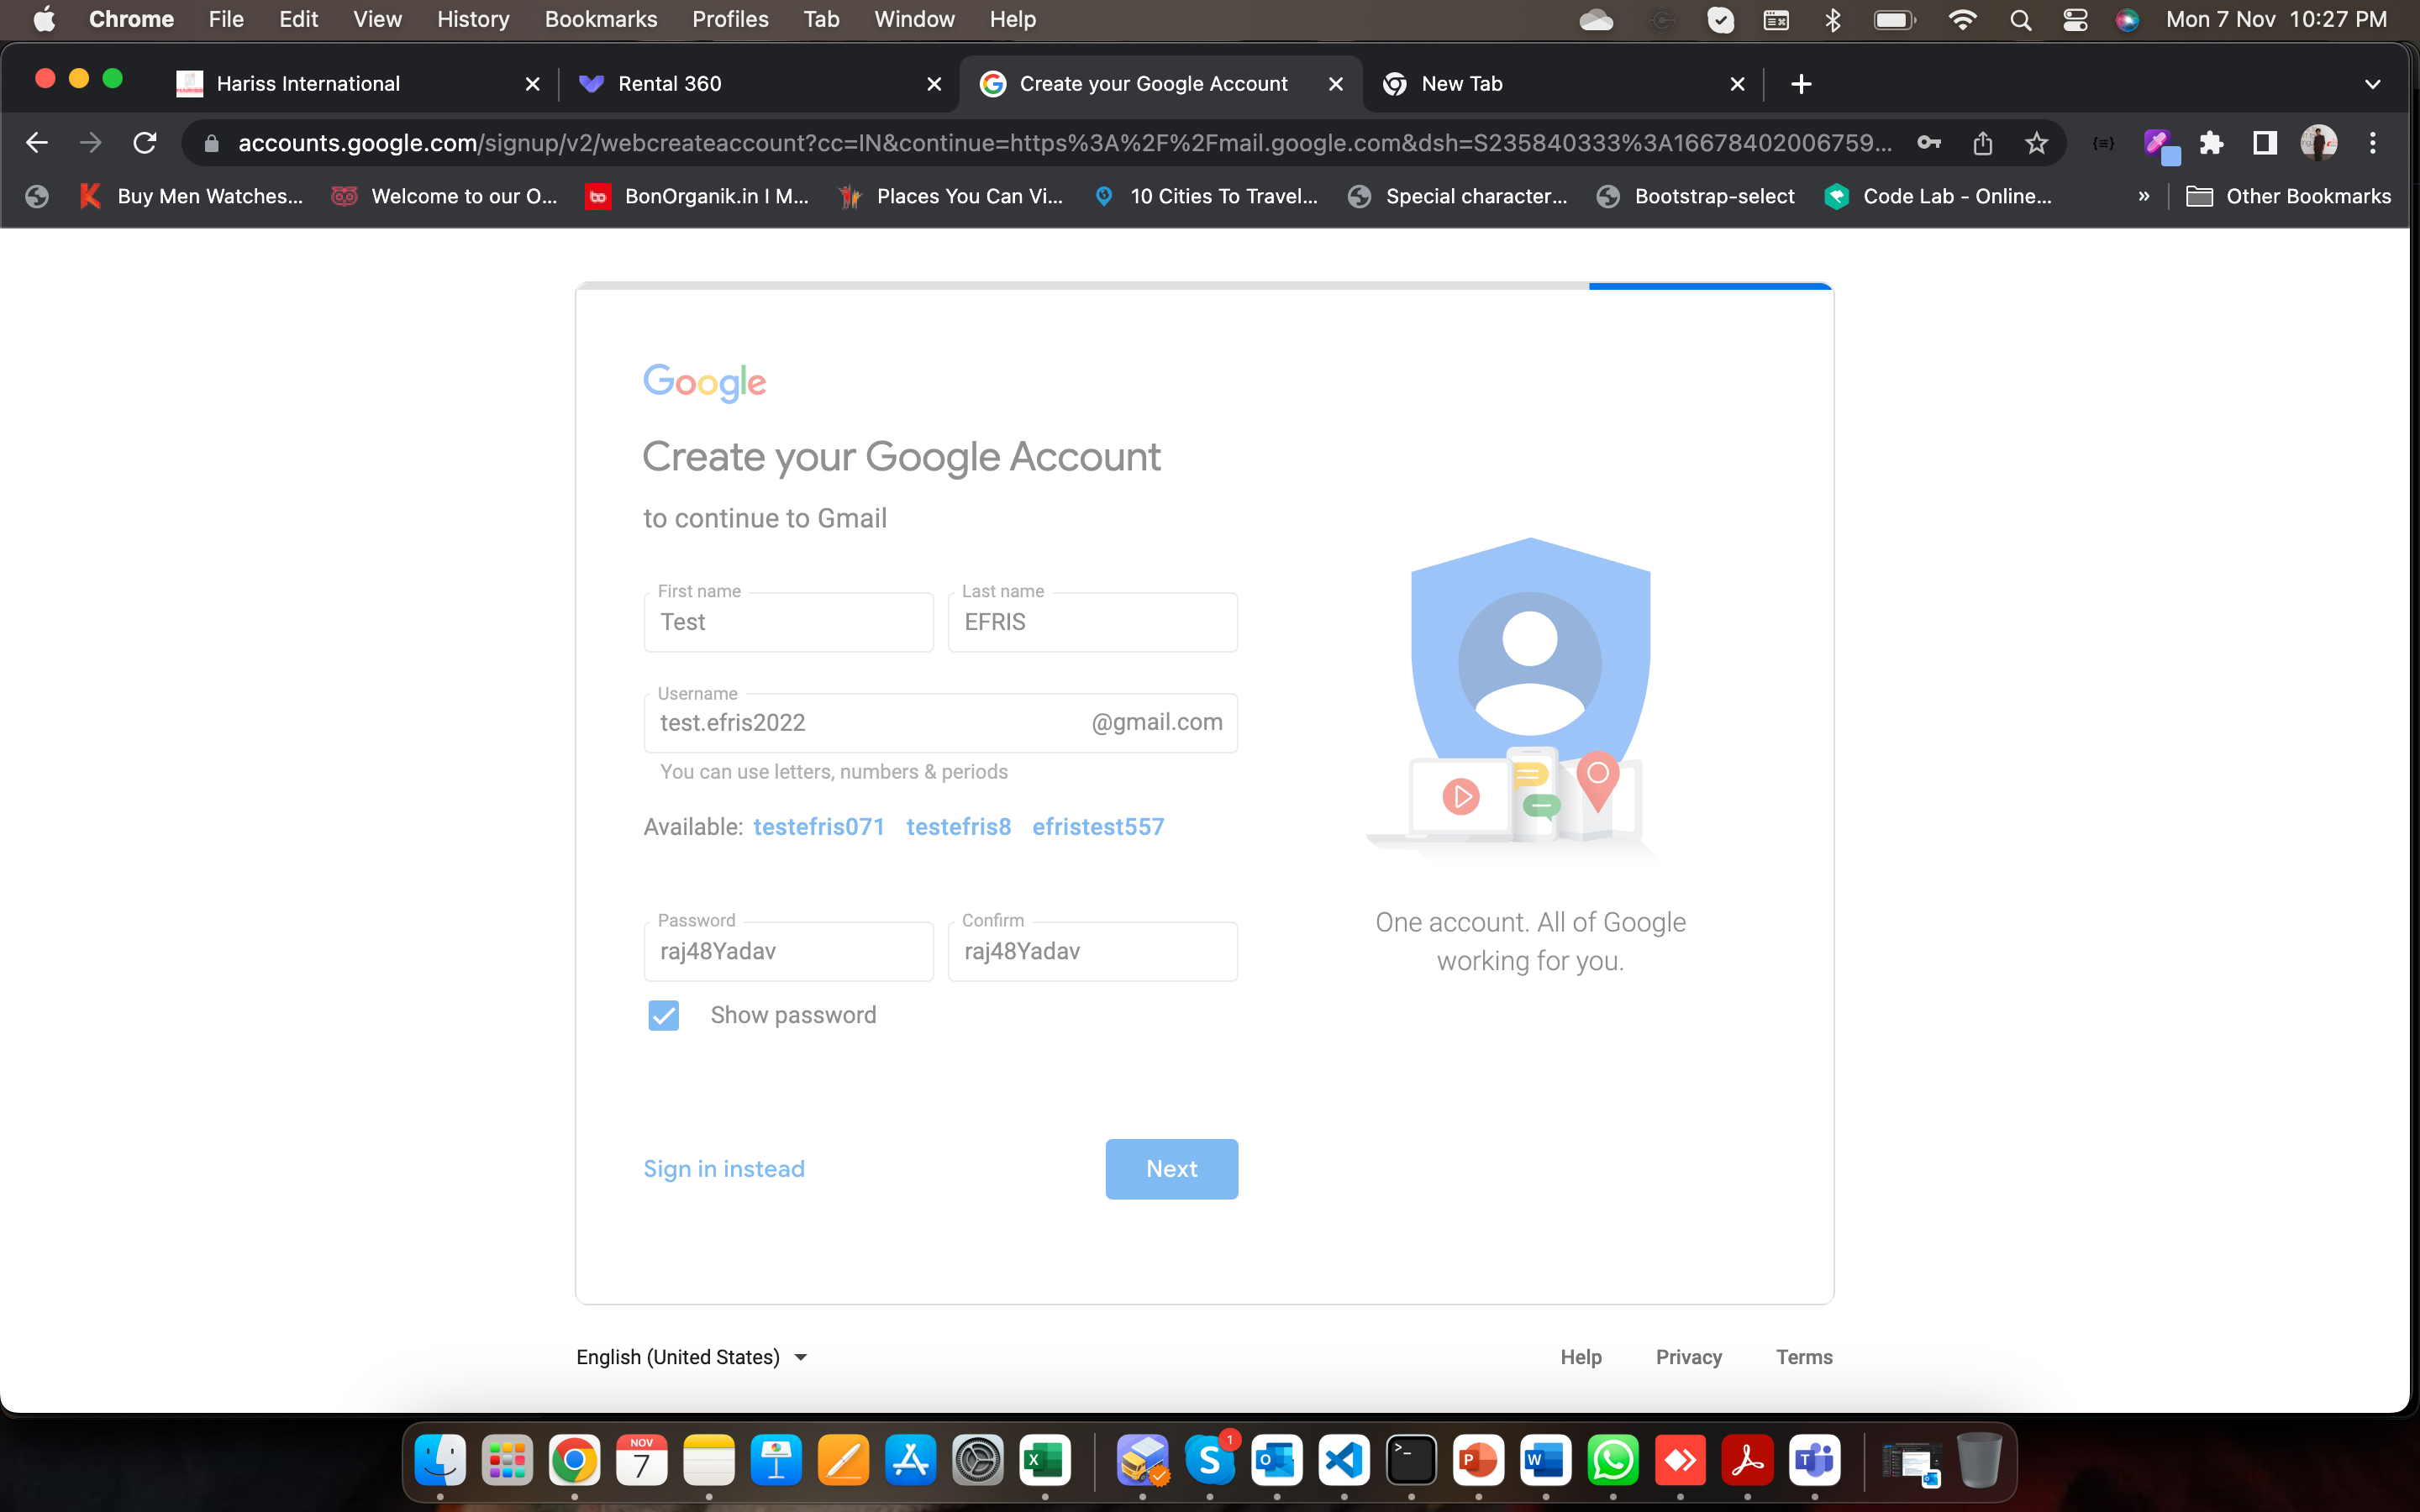 Chrome File Edit View History Bookmarks Profiles Tab Window Help Mon 7 Nov 10:27 PM
Hariss International Rental 360 Create your Google Account New Tab
accounts.google.com/signup/v2/webcreateaccount?cc=IN&continue=https%3A%2F%2Fmail.google.com&dsh=S235840333%3A16678402006759...
Buy Men Watches... Welcome to our O... bo BonOrganik.in I M... Places You Can Vi... 10 Cities To Travel... Special character... Bootstrap-select Code Lab - Online... » Other Bookmarks
Google
Create your Google Account
to continue to Gmail
First name Last name
Test EFRIS
Username
test.efris2022 @gmail.com
You can use letters, numbers & periods
Available: testefris071 testefris8 efristest557
Password Confirm
raj48Yadav raj48Yadav
Show password
Sign in instead Next
One account. All of Google
working for you.
English (United States) Help Privacy Terms
NOV
7
1